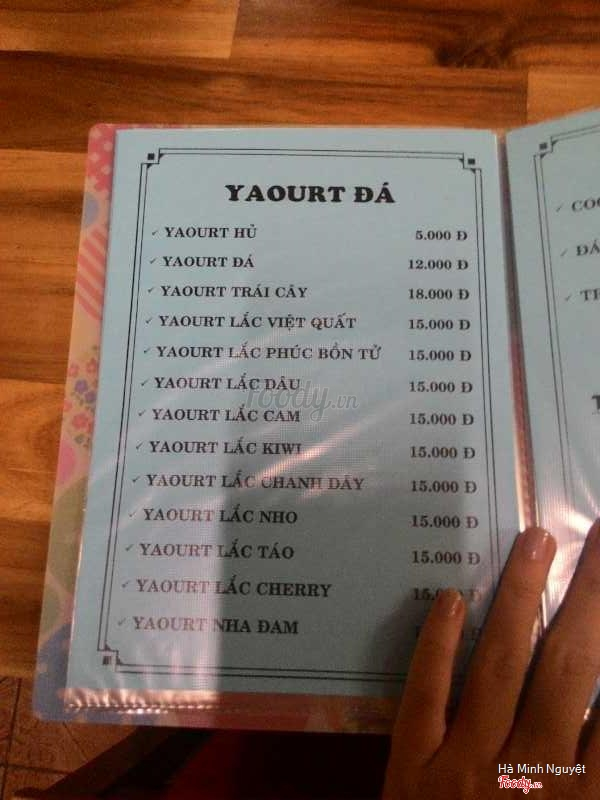 YAOURT ĐÁ
✓ YAOURT HỦ 5.000 Đ
✓ YAOURT ĐÁ 12.000 Đ
✓ YAOURT TRÁI CÂY 18.000 Đ
✓ YAOURT LẮC VIỆT QUẤT 15.000 Đ
✓ YAOURT LẮC PHÚC BỒN TỬ 15.000 Đ
✓ YAOURT LẮC DÂU 15.000 Đ
✓ YAOURT LẮC CAM 15.000 Đ
✓ YAOURT LẮC KIWI 15.000 Đ
✓ YAOURT LẮC CHANH DÂY 15.000 Đ
✓ YAOURT LẮC NHO 15.000 Đ
✓ YAOURT LẮC TÁO 15.000 Đ
✓ YAOURT LẮC CHERRY
✓ YAOURT NHA ĐAM
foody.vn
Hà Minh Nguyệt
Foody.vn